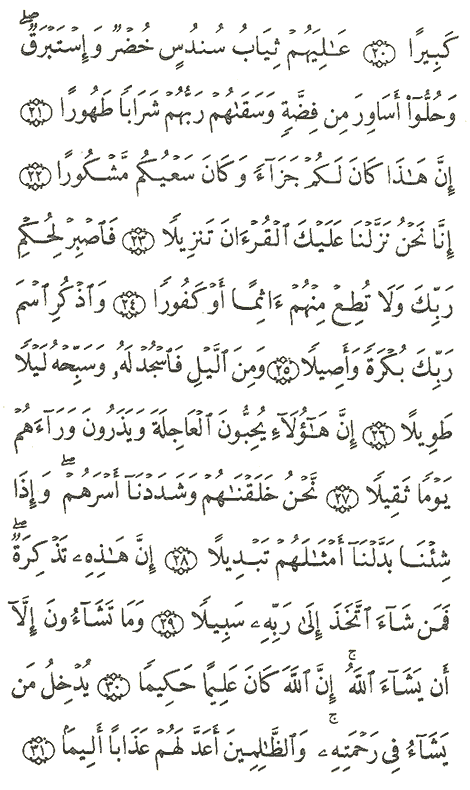 كَبِيرًا ۝٢٠ عَٰلِيَهُمۡ ثِيَابُ سُندُسٍ خُضۡرٞ وَإِسۡتَبۡرَقٞۖ
وَحُلُّوٓاْ أَسَاوِرَ مِن فِضَّةٖ وَسَقَىٰهُمۡ رَبُّهُمۡ شَرَابٗا طَهُورًا ۝٢١
إِنَّ هَٰذَا كَانَ لَكُمۡ جَزَآءٗ وَكَانَ سَعۡيُكُم مَّشۡكُورًا ۝٢٢
إِنَّا نَحۡنُ نَزَّلۡنَا عَلَيۡكَ ٱلۡقُرۡءَانَ تَنزِيلٗا ۝٢٣ فَٱصۡبِرۡ لِحُكۡمِ
رَبِّكَ وَلَا تُطِعۡ مِنۡهُمۡ ءَاثِمًا أَوۡ كَفُورٗا ۝٢٤ وَٱذۡكُرِ ٱسۡمَ
رَبِّكَ بُكۡرَةٗ وَأَصِيلٗا ۝٢٥ وَمِنَ ٱلَّيۡلِ فَٱسۡجُدۡ لَهُۥ وَسَبِّحۡهُ لَيۡلٗا
طَوِيلًا ۝٢٦ إِنَّ هَٰٓؤُلَآءِ يُحِبُّونَ ٱلۡعَاجِلَةَ وَيَذَرُونَ وَرَآءَهُمۡ
يَوۡمٗا ثَقِيلٗا ۝٢٧ نَّحۡنُ خَلَقۡنَٰهُمۡ وَشَدَدۡنَآ أَسۡرَهُمۡۖ وَإِذَا
شِئۡنَا بَدَّلۡنَآ أَمۡثَٰلَهُمۡ تَبۡدِيلًا ۝٢٨ إِنَّ هَٰذِهِۦ تَذۡكِرَةٞۖ
فَمَن شَآءَ ٱتَّخَذَ إِلَىٰ رَبِّهِۦ سَبِيلٗا ۝٢٩ وَمَا تَشَآءُونَ إِلَّآ
أَن يَشَآءَ ٱللَّهُۚ إِنَّ ٱللَّهَ كَانَ عَلِيمًا حَكِيمٗا ۝٣٠ يُدۡخِلُ مَن
يَشَآءُ فِي رَحۡمَتِهِۦۚ وَٱلظَّٰلِمِينَ أَعَدَّ لَهُمۡ عَذَابًا أَلِيمَۢا ۝٣١